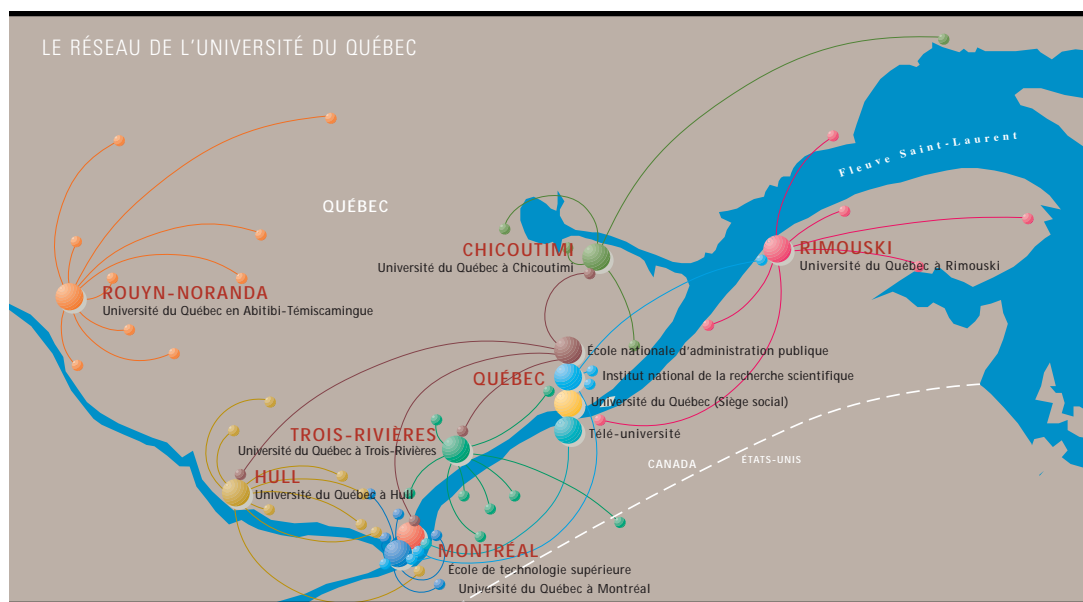 LE RÉSEAU DE L'UNIVERSITÉ DU QUÉBEC
Fleuve Saint-Laurent
QUÉBEC
CHICOUTIMI
Université du Québec à Chicoutimi
RIMOUSKI
Université du Québec à Rimouski
ROUYN-NORANDA
Université du Québec en Abitibi-Témiscamingue
École nationale d'administration publique
QUÉBEC
Institut national de la recherche scientifique
Université du Québec (Siège social)
Télé-université
TROIS-RIVIÈRES
Université du Québec à Trois-Rivières
CANADA
ÉTATS-UNIS
HULL
Université du Québec à Hull
MONTRÉAL
École de technologie supérieure
Université du Québec à Montréal